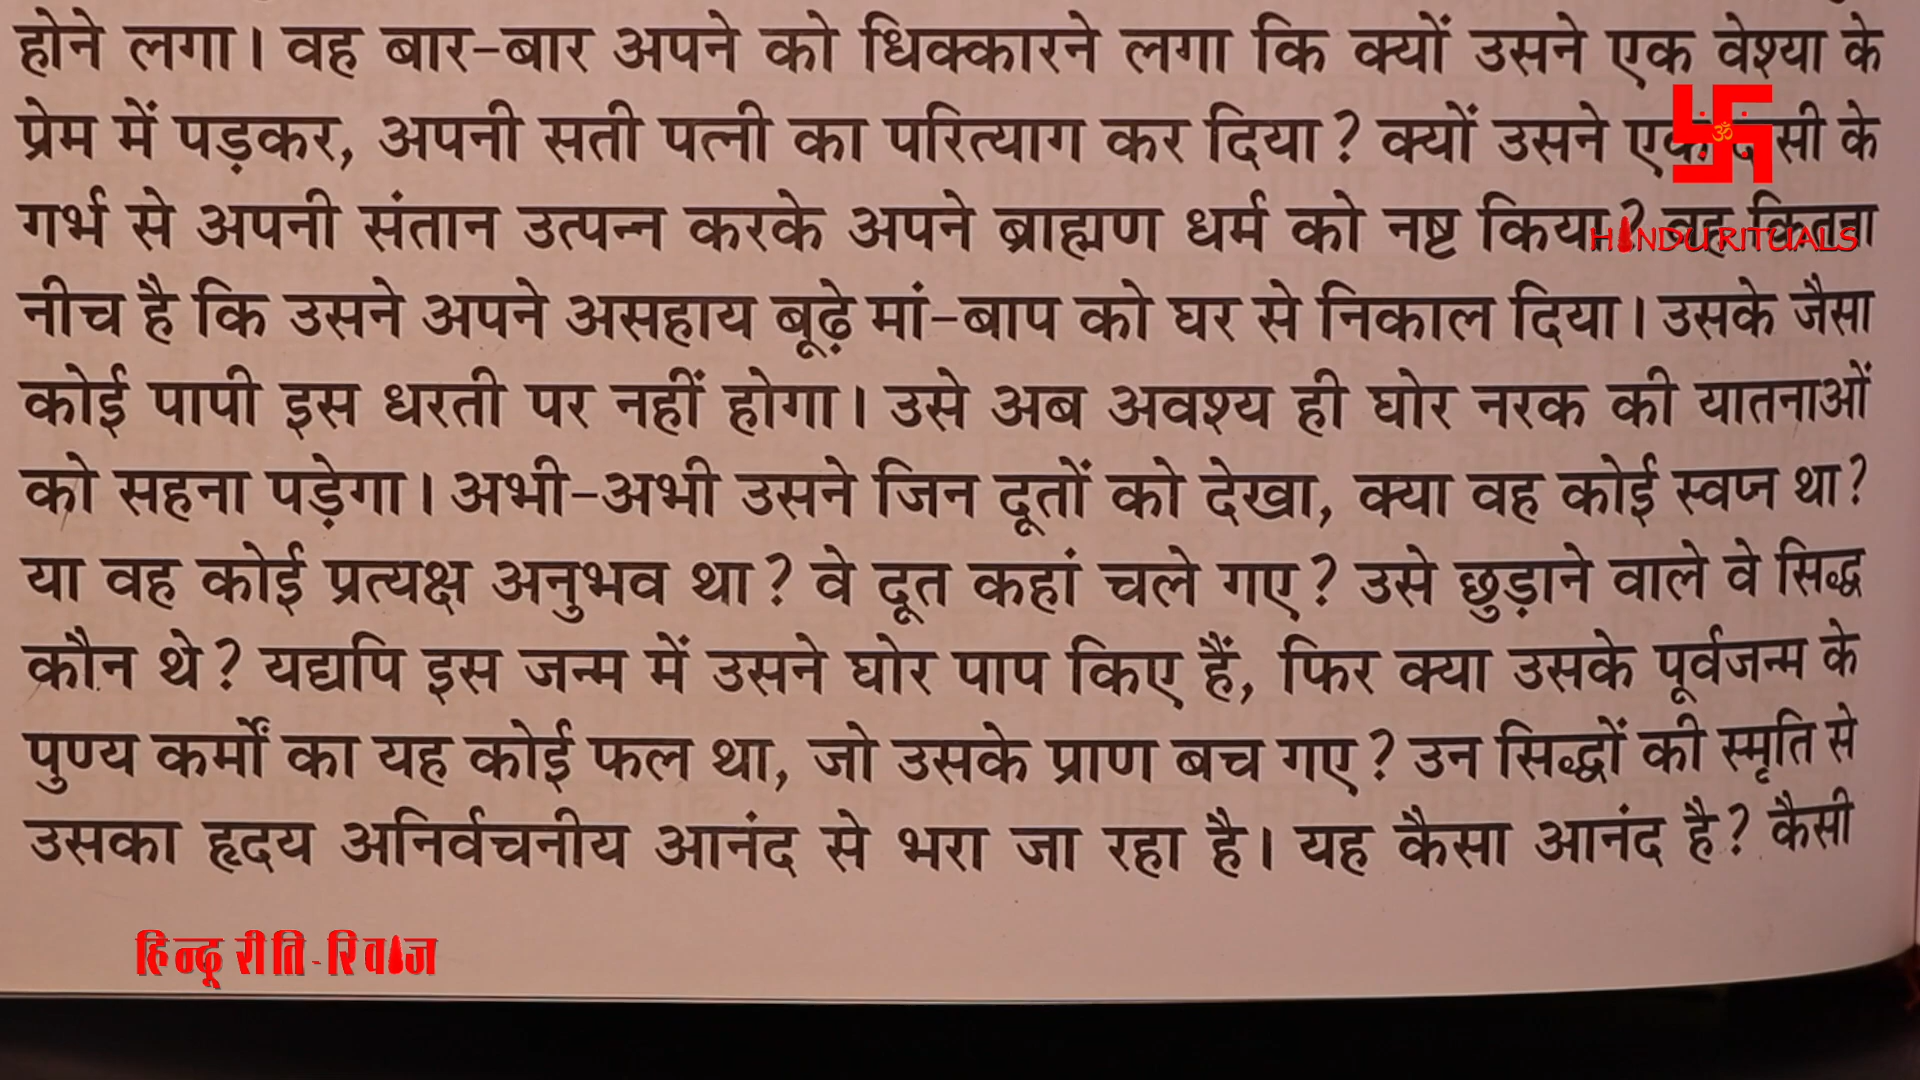 होने लगा। वह बार-बार अपने को धिक्कारने लगा कि क्यों उसने एक वेश्या के
प्रेम में पड़कर, अपनी सती पत्नी का परित्याग कर दिया? क्यों उसने एक के
ॐ
गर्भ से अपनी संतान उत्पन्न करके अपने ब्राह्मण धर्म को नष्ट किया? वह कितना
HINDU RITUALS
नीच है कि उसने अपने असहाय बूढ़े मां-बाप को घर से निकाल दिया। उसके जैसा
कोई पापी इस धरती पर नहीं होगा। उसे अब अवश्य ही घोर नरक की यातनाओं
को सहना पड़ेगा। अभी-अभी उसने जिन दूतों को देखा, क्या वह कोई स्वप्न था?
या वह कोई प्रत्यक्ष अनुभव था? वे दूत कहां चले गए? उसे छुड़ाने वाले वे सिद्ध
कौन थे? यद्यपि इस जन्म में उसने घोर पाप किए हैं, फिर क्या उसके पूर्वजन्म के
पुण्य कर्मों का यह कोई फल था, जो उसके प्राण बच गए? उन सिद्धों की स्मृति से
उसका हृदय अनिर्वचनीय आनंद से भरा जा रहा है। यह कैसा आनंद है? कैसी
हिन्दू रीति-रिवाज